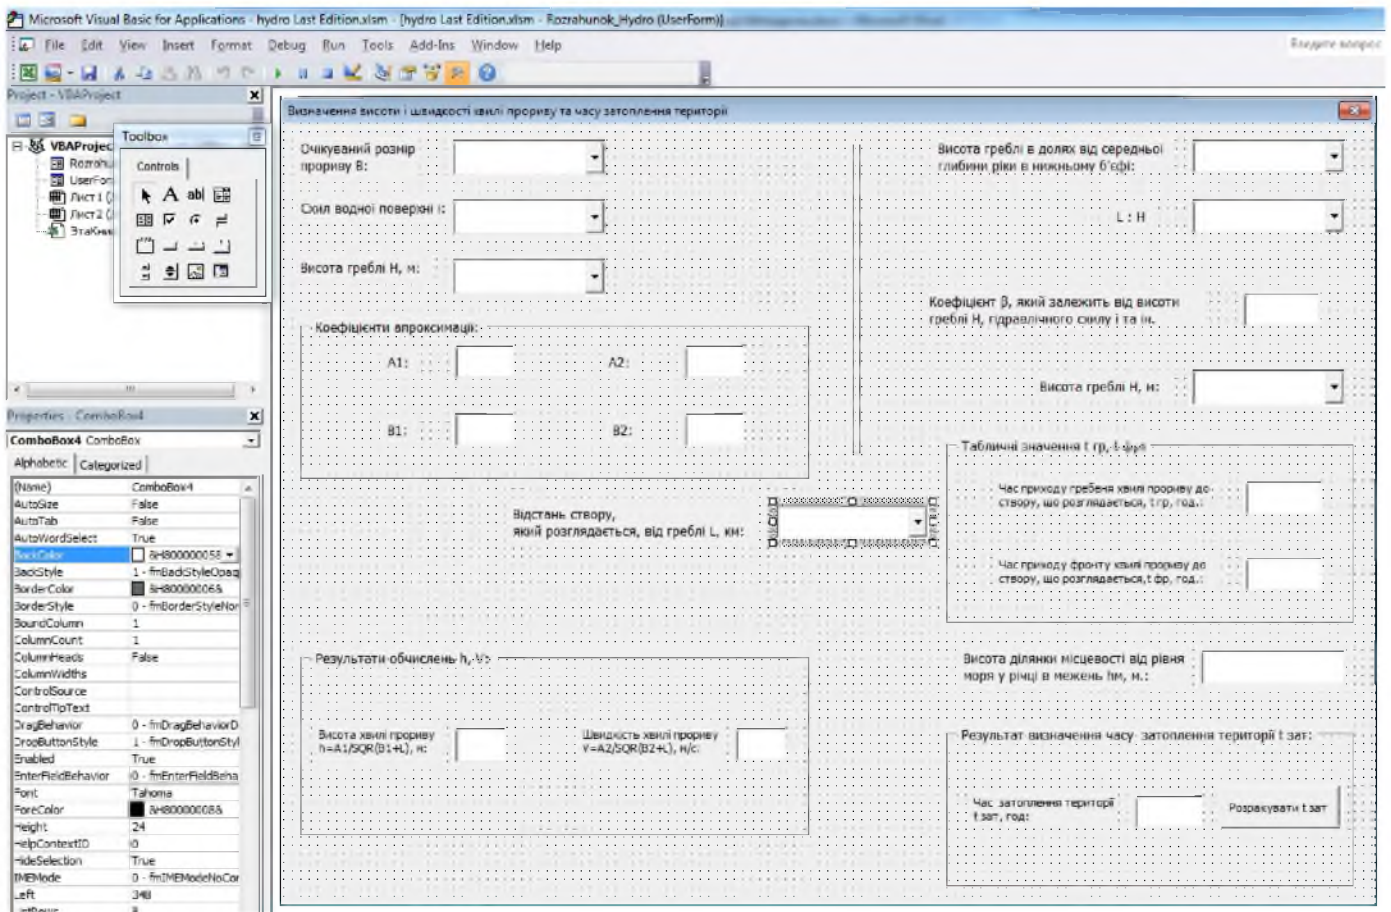 Microsoft Visual Basic for Applications - hydro Last Edition.xlsm - [hydro Last Edition.xlsm - Rozrahunok_Hydro (UserForm)]
File Edit View Insert Format Debug Run Tools Add-Ins Window Help
Введите вопрос
Project - VBAProject
Toolbox
Controls
VBAProjec
Rozrahu
UserFor
Лист1 (
Лист2 (
ЭтаКни
Properties - ComboBox4
ComboBox4 ComboBox
Alphabetic Categorized
(Name) ComboBox4
AutoSize False
AutoTab False
AutoWordSelect True
BackColor &H80000005&
BackStyle 1 - fmBackStyleOpaq
BorderColor &H80000006&
BorderStyle 0 - fmBorderStyleNor
BoundColumn 1
ColumnCount 1
ColumnHeads False
ColumnWidths
ControlSource
ControlTipText
DragBehavior 0 - fmDragBehaviorD
DropButtonStyle 1 - fmDropButtonStyl
Enabled True
EnterFieldBehavior 0 - fmEnterFieldBeha
Font Tahoma
ForeColor &H80000008&
Height 24
HelpContextID 0
HideSelection True
IMEMode 0 - fmIMEModeNoCor
Left 348
ListRows 8
Визначення висоти і швидкості хвилі прориву та часу затоплення території
Очікуваний розмір
прориву В:
Схил водної поверхні і:
Висота греблі Н, м:
Коефіцієнти апроксимації:
A1: A2:
B1: B2:
Відстань створу,
який розглядається, від греблі L, км:
Результати обчислень h, V:
Висота хвилі прориву
h=A1/SQR(B1+L), м:
Швидкість хвилі прориву
V=A2/SQR(B2+L), м/с:
Висота греблі в долях від середньої
глибини ріки в нижньому б'єфі:
L : H
Коефіцієнт β, який залежить від висоти
греблі Н, гідравлічного схилу і та ін.
Висота греблі Н, м:
Табличні значення t гр, t фр:
Час приходу гребеня хвилі прориву до
створу, що розглядається, t гр, год.:
Час приходу фронту хвилі прориву до
створу, що розглядається, t фр, год.:
Висота ділянки місцевості від рівня
моря у річці в межень hм, м.:
Результат визначення часу затоплення території t зат:
Час затоплення території
t зат, год:
Розрахувати t зат